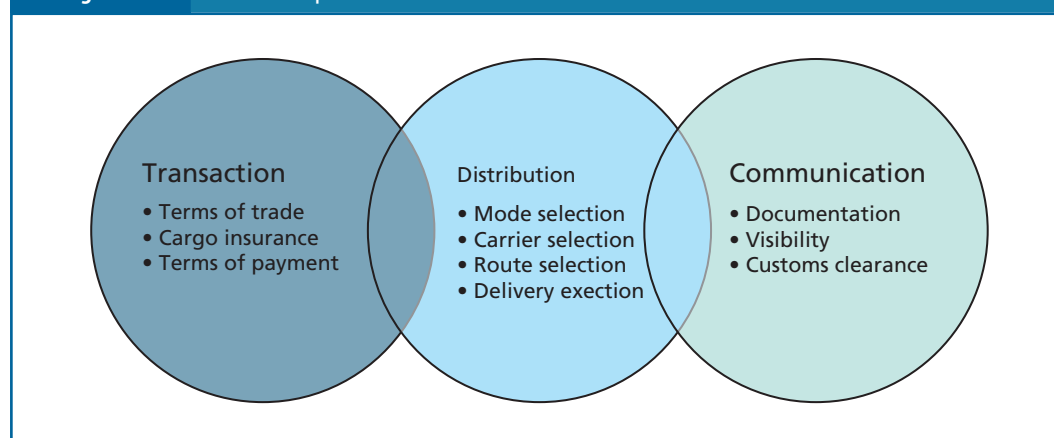 Transaction
• Terms of trade
• Cargo insurance
• Terms of payment
Distribution
• Mode selection
• Carrier selection
• Route selection
• Delivery exection
Communication
• Documentation
• Visibility
• Customs clearance